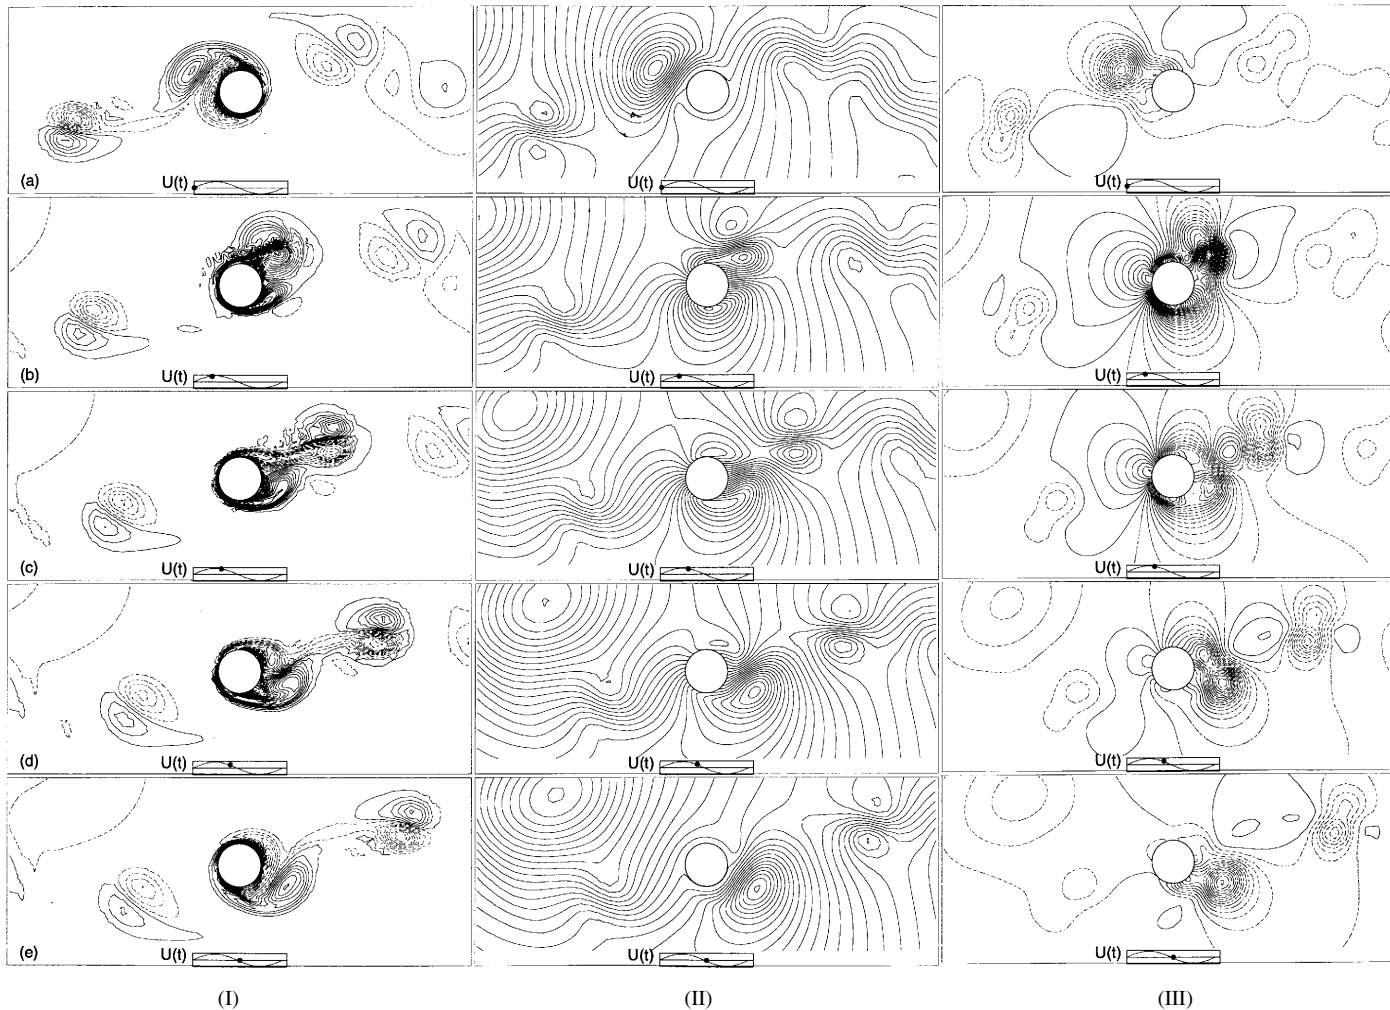 (a) U(t) U(t) U(t)
(b) U(t) U(t) U(t)
(c) U(t) U(t) U(t)
(d) U(t) U(t) U(t)
(e) U(t) U(t) U(t)
(I) (II) (III)